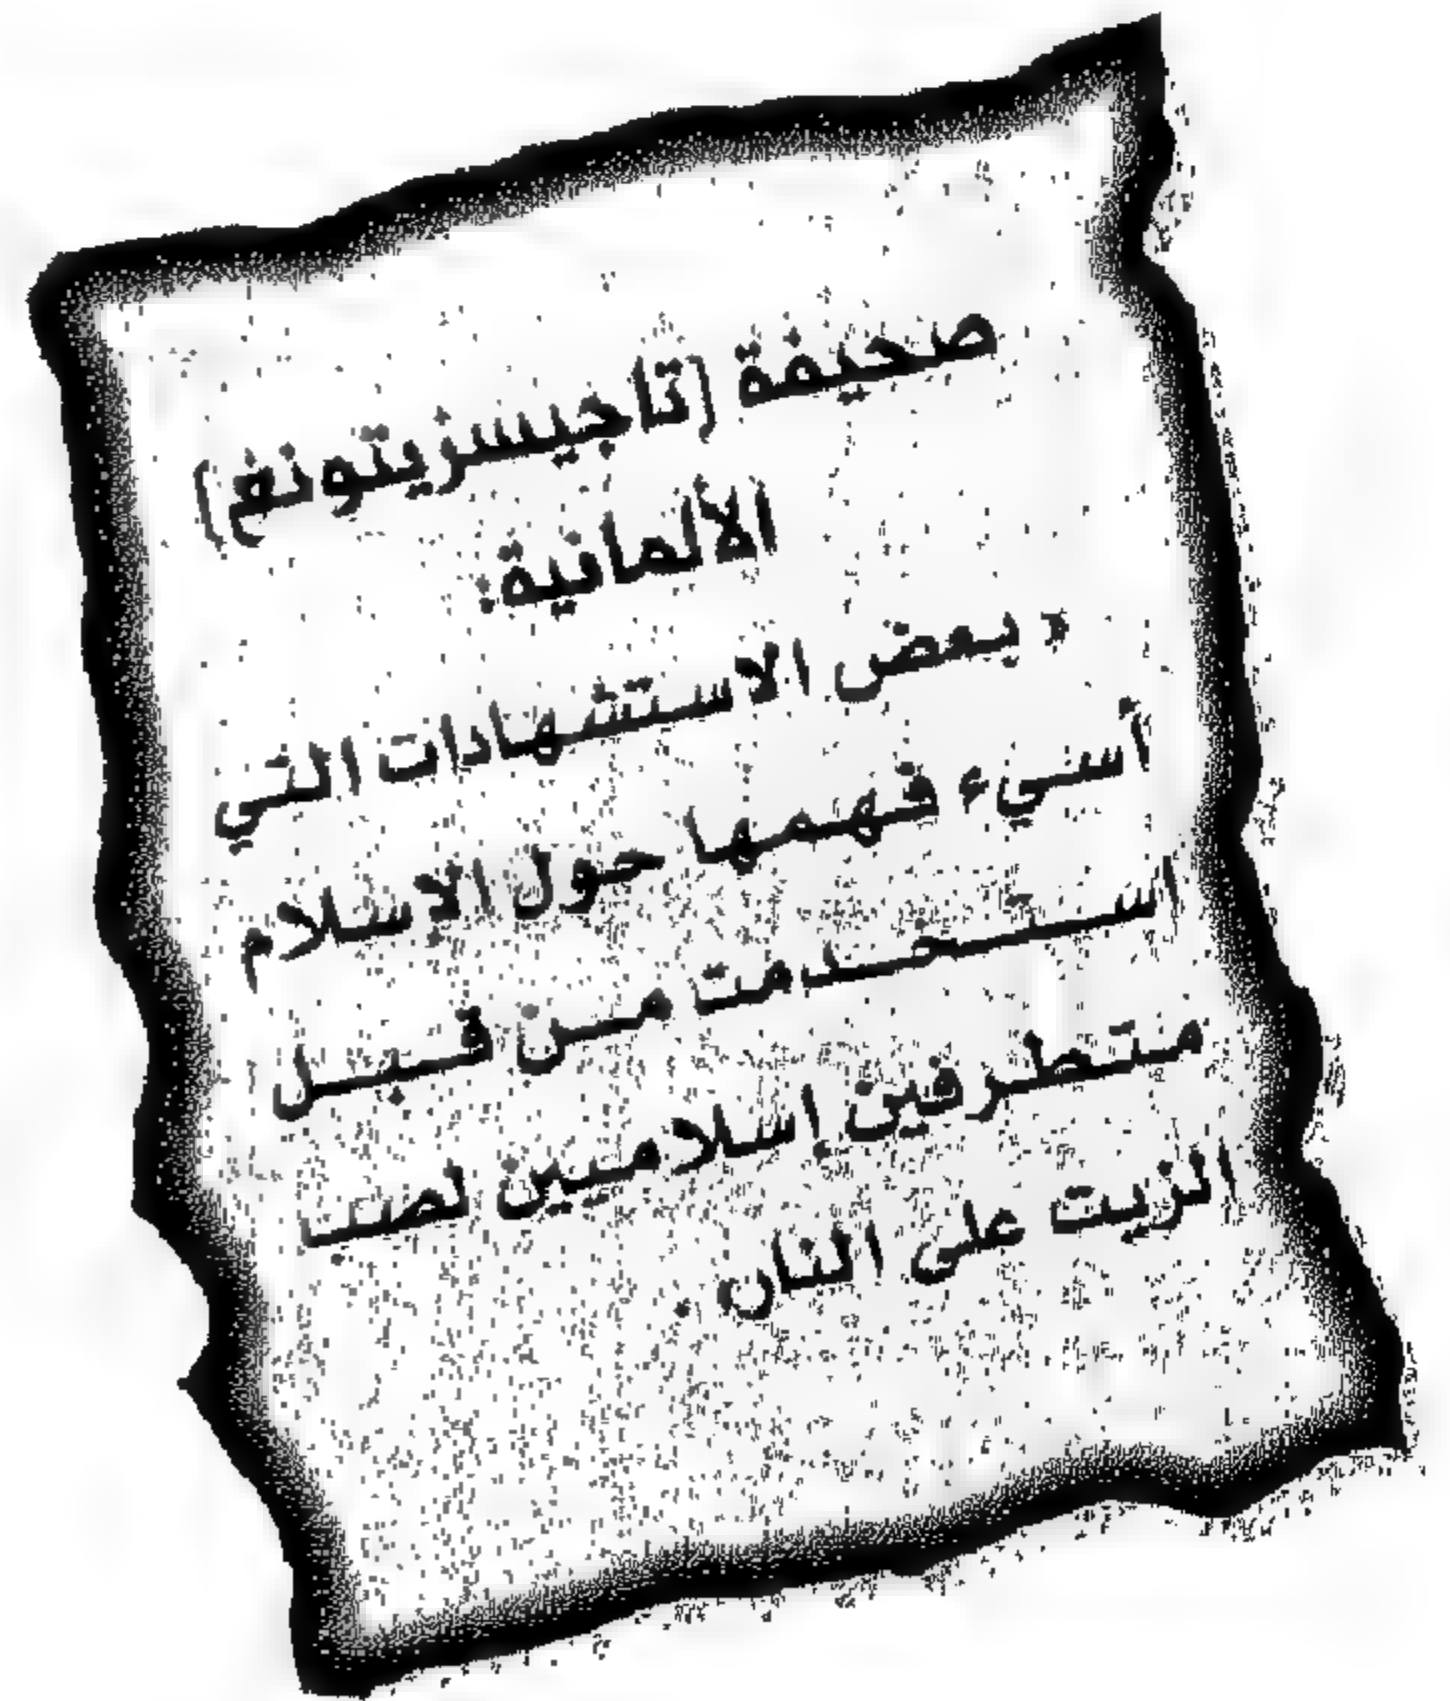 صحيفة (تاجيسزيتونغ)
الألمانية:
« بعض الاستشهادات التي
أسيء فهمها حول الإسلام
استخدمت من قبل
متطرفين إسلاميين لصب
الزيت على النار .